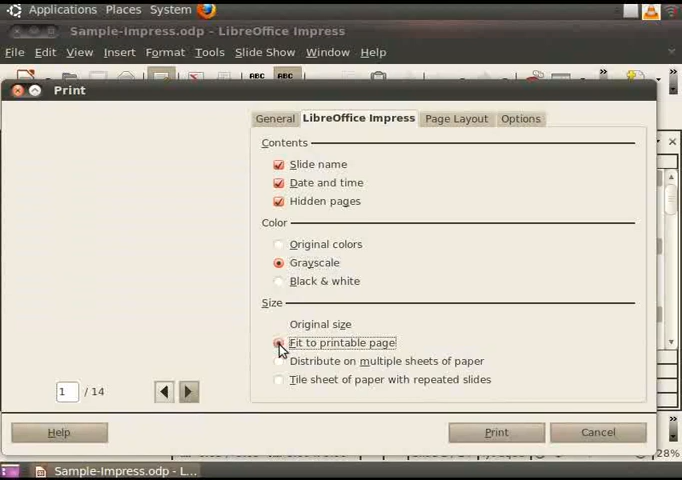 Applications Places System
Sample-Impress.odp - LibreOffice Impress
File Edit View Insert Format Tools Slide Show Window Help
ABC ABC
Print
General LibreOffice Impress Page Layout Options
Contents
Slide name
Date and time
Hidden pages
Color
Original colors
Grayscale
Black & white
Size
Original size
Fit to printable page
Distribute on multiple sheets of paper
Tile sheet of paper with repeated slides
1 / 14
Help Print Cancel
28%
Sample-Impress.odp - L...